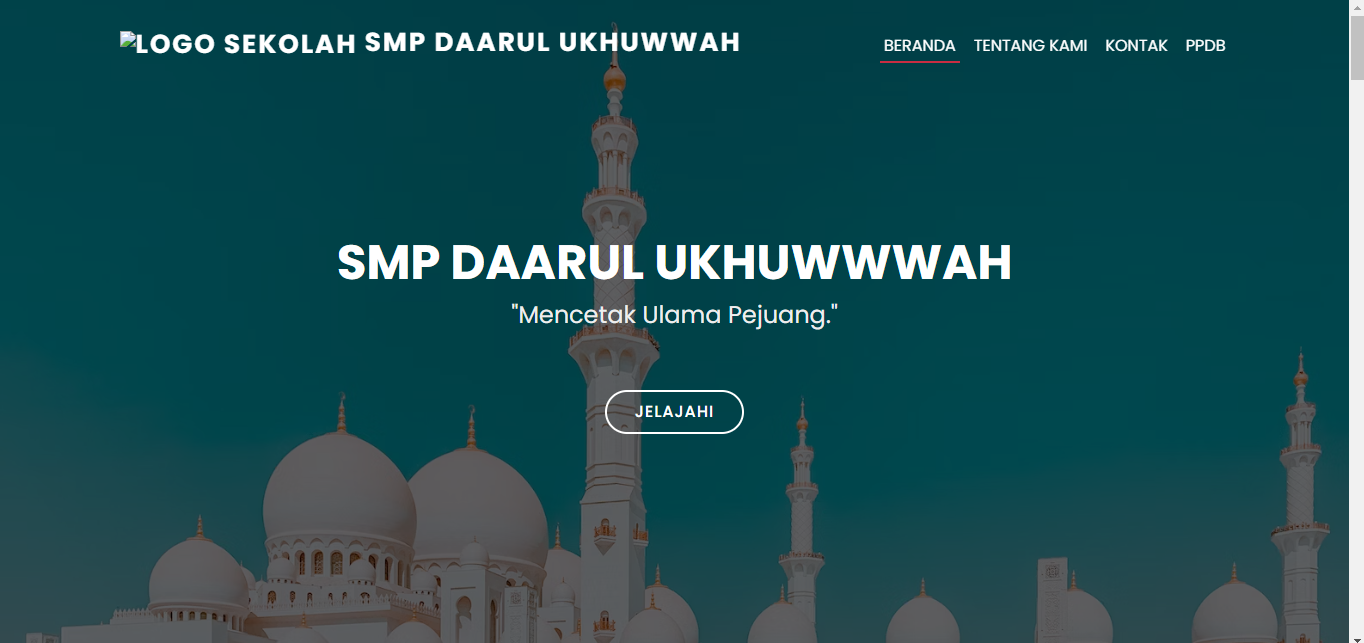 LOGO SEKOLAH SMP DAARUL UKHUWWAH
BERANDA TENTANG KAMI KONTAK PPDB
SMP DAARUL UKHUWWWAH
"Mencetak Ulama Pejuang."
JELAJAHI